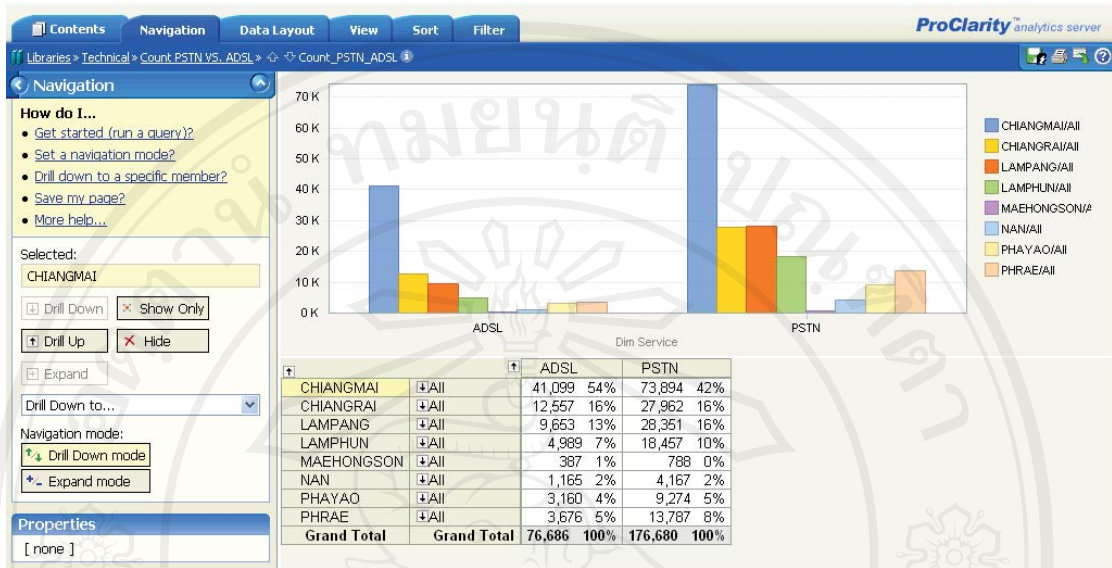 Contents Navigation Data Layout View Sort Filter
ProClarity™ analytics server
Libraries » Technical » Count PSTN VS. ADSL » Count_PSTN_ADSL
Navigation
How do I...
• Get started (run a query)?
• Set a navigation mode?
• Drill down to a specific member?
• Save my page?
• More help...
Selected:
CHIANGMAI
Drill Down Show Only
Drill Up Hide
Expand
Drill Down to...
Navigation mode:
Drill Down mode
Expand mode
Properties
[ none ]
70 K
60 K
50 K
40 K
30 K
20 K
10 K
0 K
ADSL PSTN
Dim Service
CHIANGMAI/All
CHIANGRAI/All
LAMPANG/All
LAMPHUN/All
MAEHONGSON/A
NAN/All
PHAYAO/All
PHRAE/All
ADSL PSTN
CHIANGMAI All 41,099 54% 73,894 42%
CHIANGRAI All 12,557 16% 27,962 16%
LAMPANG All 9,653 13% 28,351 16%
LAMPHUN All 4,989 7% 18,457 10%
MAEHONGSON All 387 1% 788 0%
NAN All 1,165 2% 4,167 2%
PHAYAO All 3,160 4% 9,274 5%
PHRAE All 3,676 5% 13,787 8%
Grand Total Grand Total 76,686 100% 176,680 100%